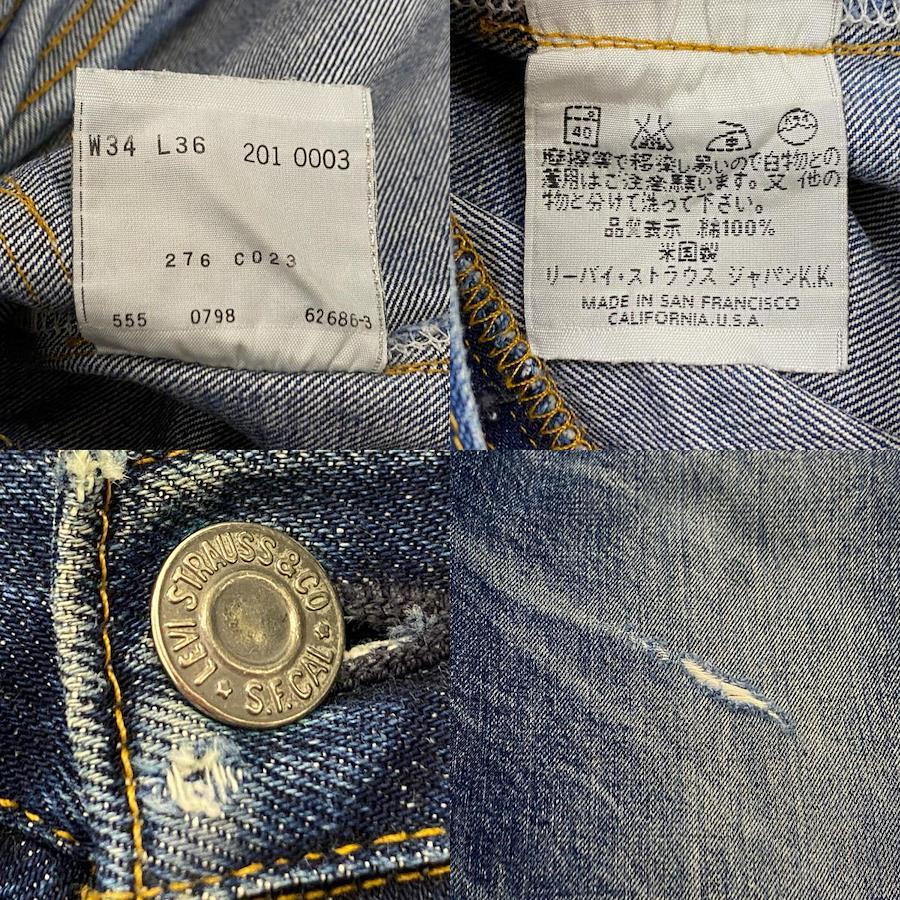 W34 L36 201 0003
276 C023
555 0798 62686-3
40
摩擦等で移染し易いので白物との
着用はご注意願います。又 他の
物と分けて洗って下さい。
品質表示 綿100%
米国製
リーバイ・ストラウス ジャパンK.K.
MADE IN SAN FRANCISCO
CALIFORNIA.U.S.A.
LEVI STRAUSS & CO
S.F. CAL